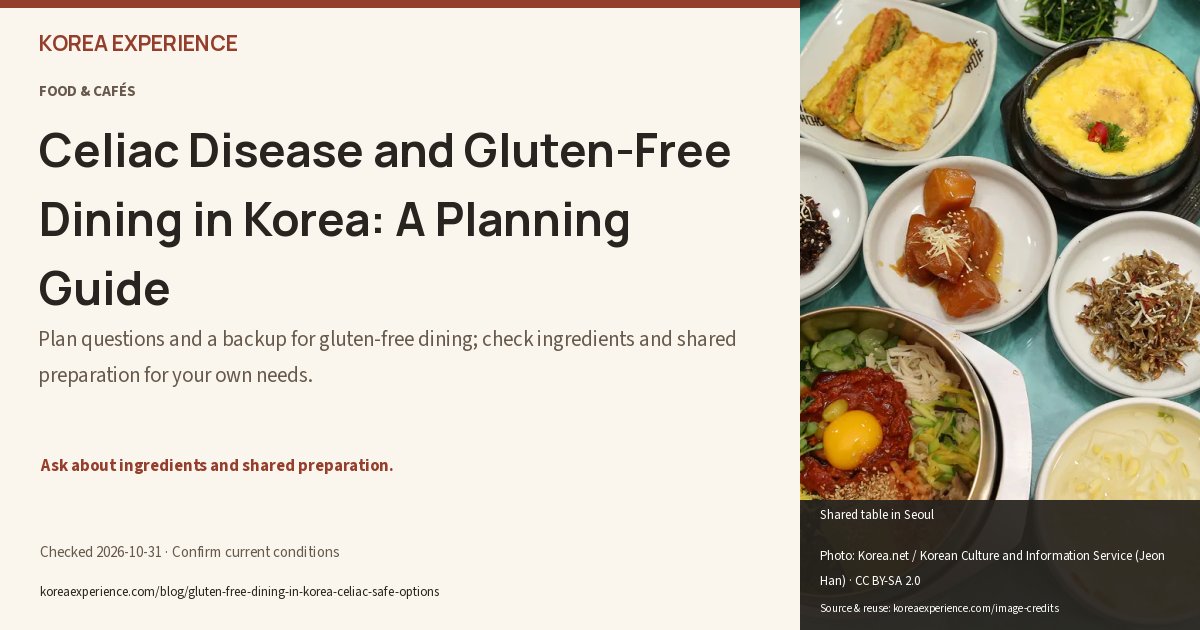 KOREA EXPERIENCE
FOOD & CAFÉS
Celiac Disease and Gluten-Free
Dining in Korea: A Planning
Guide
Plan questions and a backup for gluten-free dining; check ingredients and shared
preparation for your own needs.
Ask about ingredients and shared preparation.
Checked 2026-10-31 · Confirm current conditions
koreaexperience.com/blog/gluten-free-dining-in-korea-celiac-safe-options
Shared table in Seoul
Photo: Korea.net / Korean Culture and Information Service (Jeon
Han) · CC BY-SA 2.0
Source & reuse: koreaexperience.com/image-credits